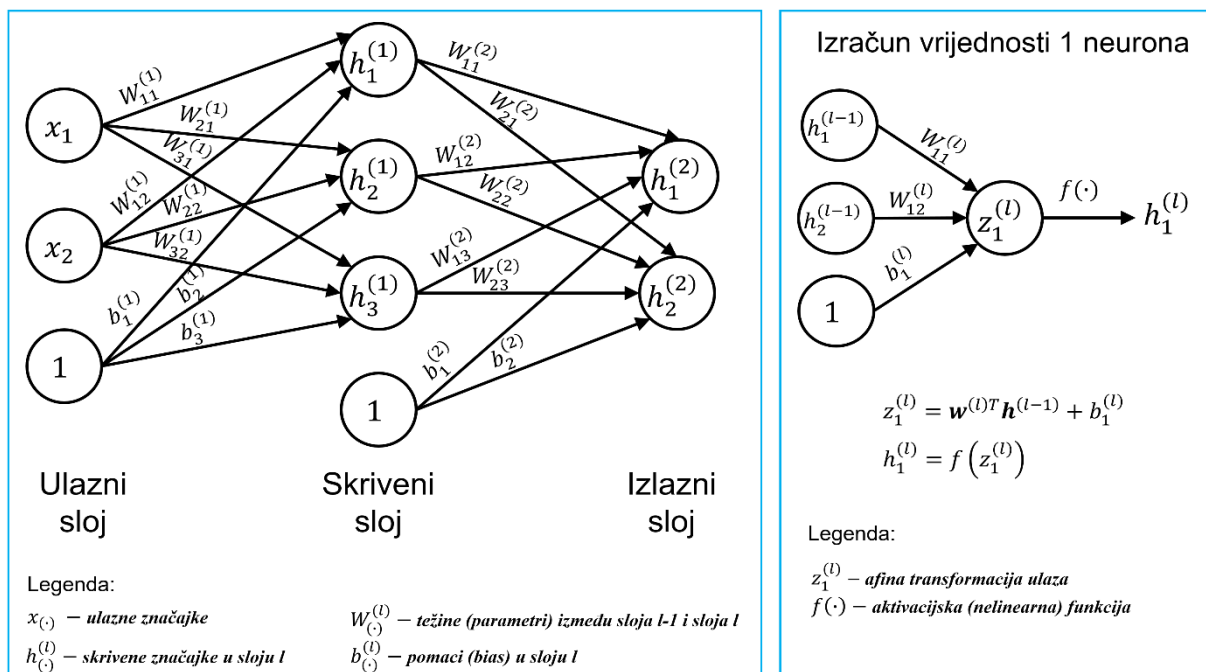 W₁₁⁽¹⁾
W₂₁⁽¹⁾
W₃₁⁽¹⁾
W₁₂⁽¹⁾
W₂₂⁽¹⁾
W₃₂⁽¹⁾
b₁⁽¹⁾
b₂⁽¹⁾
b₃⁽¹⁾
x₁
x₂
1
h₁⁽¹⁾
h₂⁽¹⁾
h₃⁽¹⁾
1
W₁₁⁽²⁾
W₂₁⁽²⁾
W₁₂⁽²⁾
W₂₂⁽²⁾
W₁₃⁽²⁾
W₂₃⁽²⁾
b₁⁽²⁾
b₂⁽²⁾
h₁⁽²⁾
h₂⁽²⁾
Ulazni
sloj
Skriveni
sloj
Izlazni
sloj
Legenda:
x₍.₎ – ulazne značajke
h₍.₎⁽ˡ⁾ – skrivene značajke u sloju l
W₍.₎⁽ˡ⁾ – težine (parametri) između sloja l-1 i sloja l
b₍.₎⁽ˡ⁾ – pomaci (bias) u sloju l
Izračun vrijednosti 1 neurona
h₁⁽ˡ⁻¹⁾
h₂⁽ˡ⁻¹⁾
1
W₁₁⁽ˡ⁾
W₁₂⁽ˡ⁾
b₁⁽ˡ⁾
z₁⁽ˡ⁾
f(·)
h₁⁽ˡ⁾
z₁⁽ˡ⁾ = w⁽ˡ⁾ᵀh⁽ˡ⁻¹⁾ + b₁⁽ˡ⁾
h₁⁽ˡ⁾ = f(z₁⁽ˡ⁾)
Legenda:
z₁⁽ˡ⁾ – afina transformacija ulaza
f(·) – aktivacijska (nelinearna) funkcija